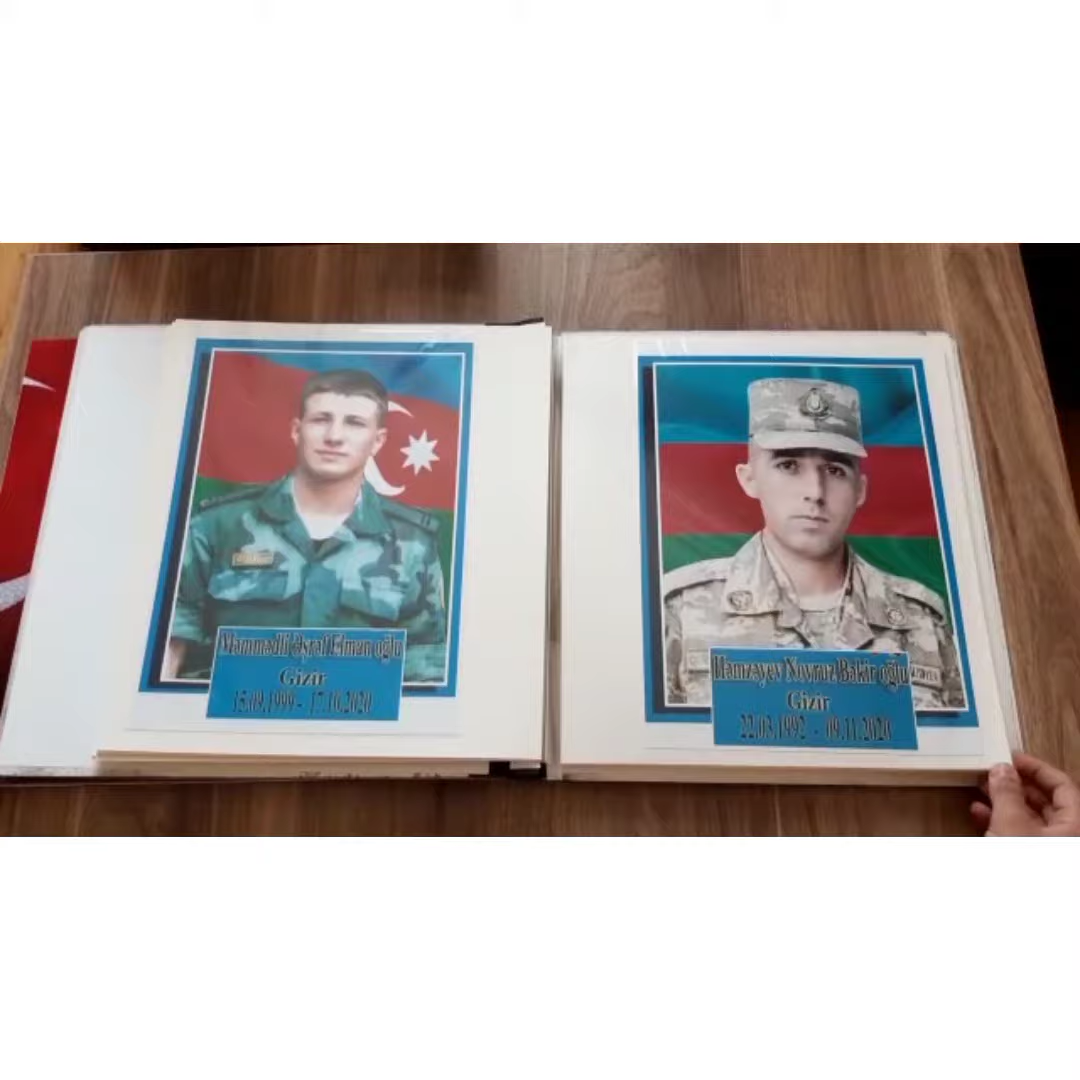 Məmmədli Əşrəf Elman oğlu
Gizir
15.09.1999 - 17.10.2020
Həmzəyev Novruz Bəkir oğlu
Gizir
22.03.1992 - 09.11.2020